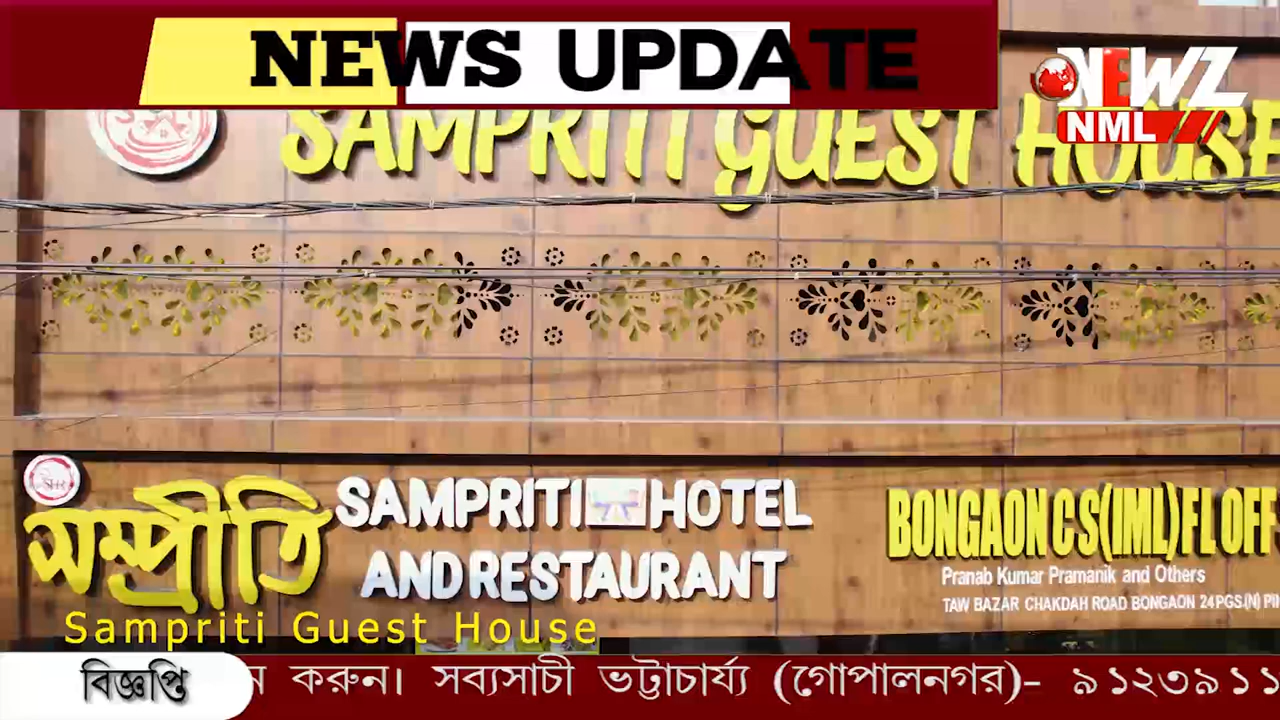 NEWS UPDATE
NEWZ
NML
SAMPRITI GUEST HOUSE
সম্প্রীতি
SAMPRITI HOTEL
AND RESTAURANT
BONGAON C S(IML)FL OFF
Pranab Kumar Pramanik and Others
TAW BAZAR CHAKDAH ROAD BONGAON 24PGS.(N)
Sampriti Guest House
বিজ্ঞপ্তি
ন করুন। সব্যসাচী ভট্টাচার্য্য (গোপালনগর)- ৯১২৩৯১১